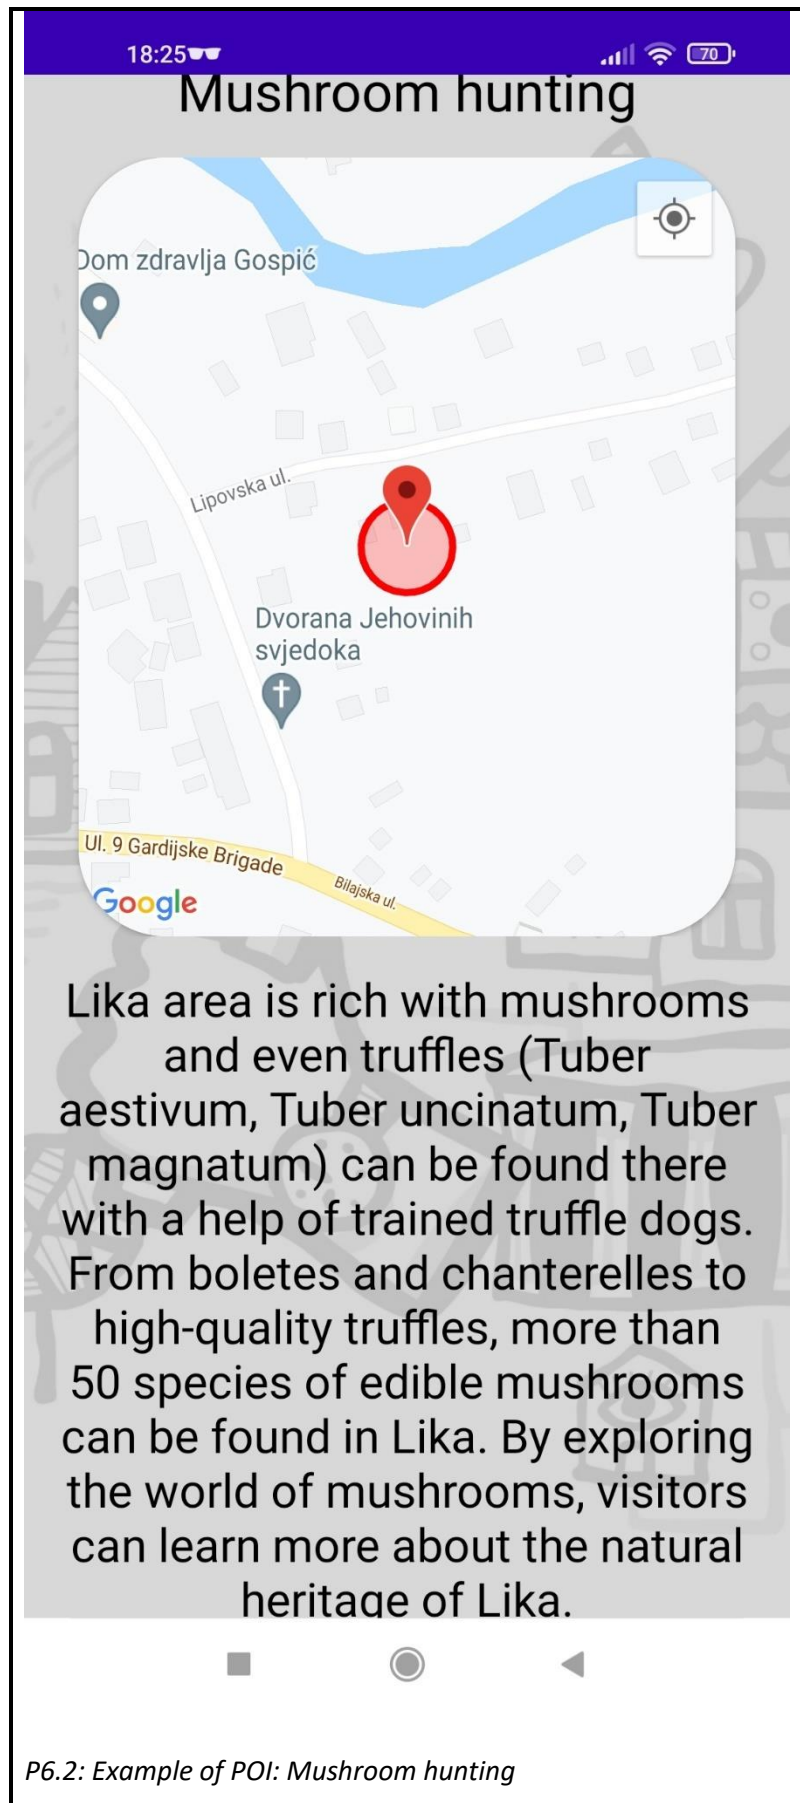 18:25
70
Mushroom hunting
Dom zdravlja Gospić
Lipovska ul.
Dvorana Jehovinih
svjedoka
Ul. 9 Gardijske Brigade
Bilajska ul.
Google
Lika area is rich with mushrooms
and even truffles (Tuber
aestivum, Tuber uncinatum, Tuber
magnatum) can be found there
with a help of trained truffle dogs.
From boletes and chanterelles to
high-quality truffles, more than
50 species of edible mushrooms
can be found in Lika. By exploring
the world of mushrooms, visitors
can learn more about the natural
heritage of Lika.
P6.2: Example of POI: Mushroom hunting